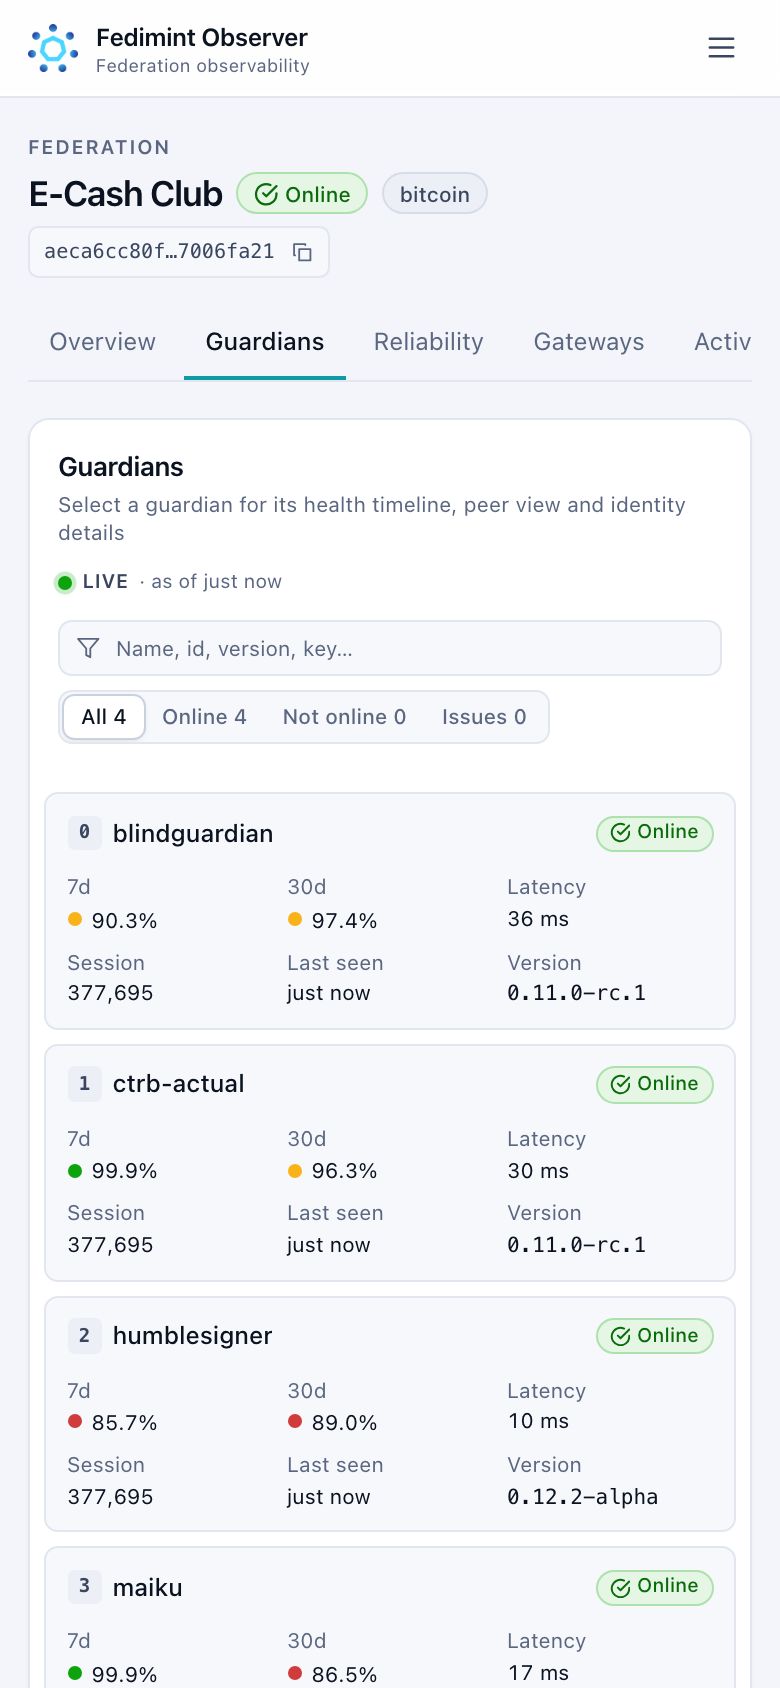 Fedimint Observer
Federation observability
FEDERATION
E-Cash Club Online bitcoin
aeca6cc80f…7006fa21
Overview Guardians Reliability Gateways Activ
Guardians
Select a guardian for its health timeline, peer view and identity
details
LIVE · as of just now
Name, id, version, key...
All 4 Online 4 Not online 0 Issues 0
0 blindguardian Online
7d 30d Latency
90.3% 97.4% 36 ms
Session Last seen Version
377,695 just now 0.11.0-rc.1
1 ctrb-actual Online
7d 30d Latency
99.9% 96.3% 30 ms
Session Last seen Version
377,695 just now 0.11.0-rc.1
2 humblesigner Online
7d 30d Latency
85.7% 89.0% 10 ms
Session Last seen Version
377,695 just now 0.12.2-alpha
3 maiku Online
7d 30d Latency
99.9% 86.5% 17 ms